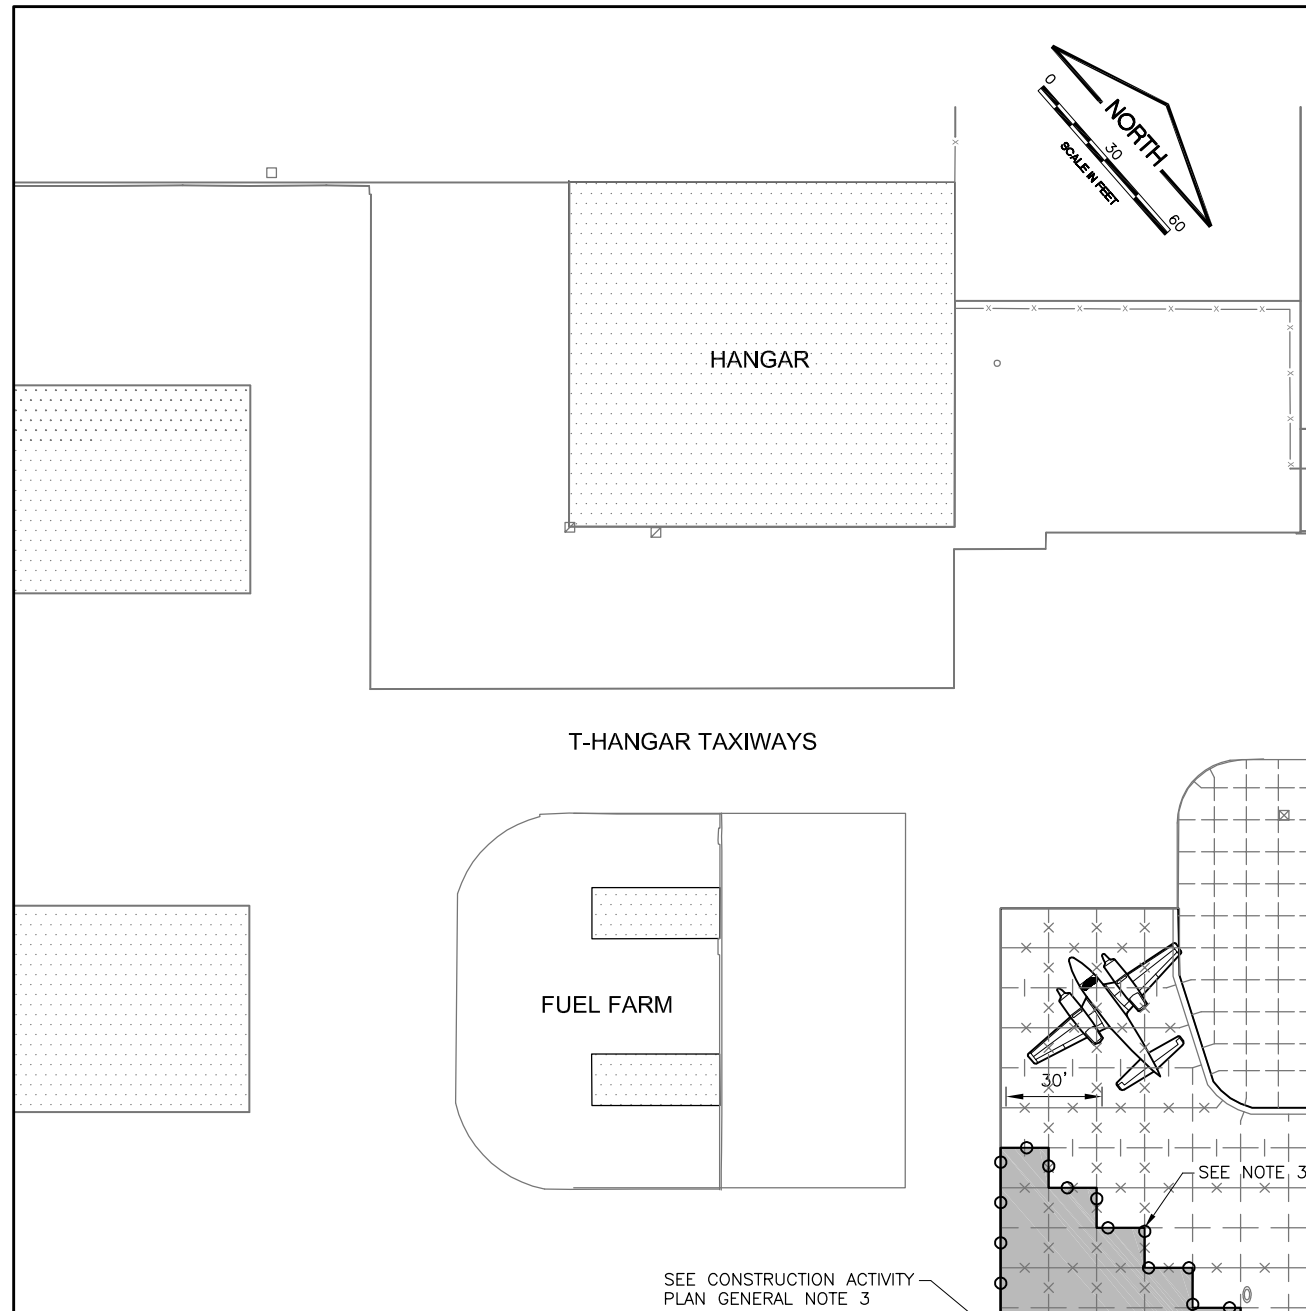 0
NORTH
30
SCALE IN FEET
60
HANGAR
T-HANGAR TAXIWAYS
FUEL FARM
30'
SEE NOTE 3
SEE CONSTRUCTION ACTIVITY
PLAN GENERAL NOTE 3